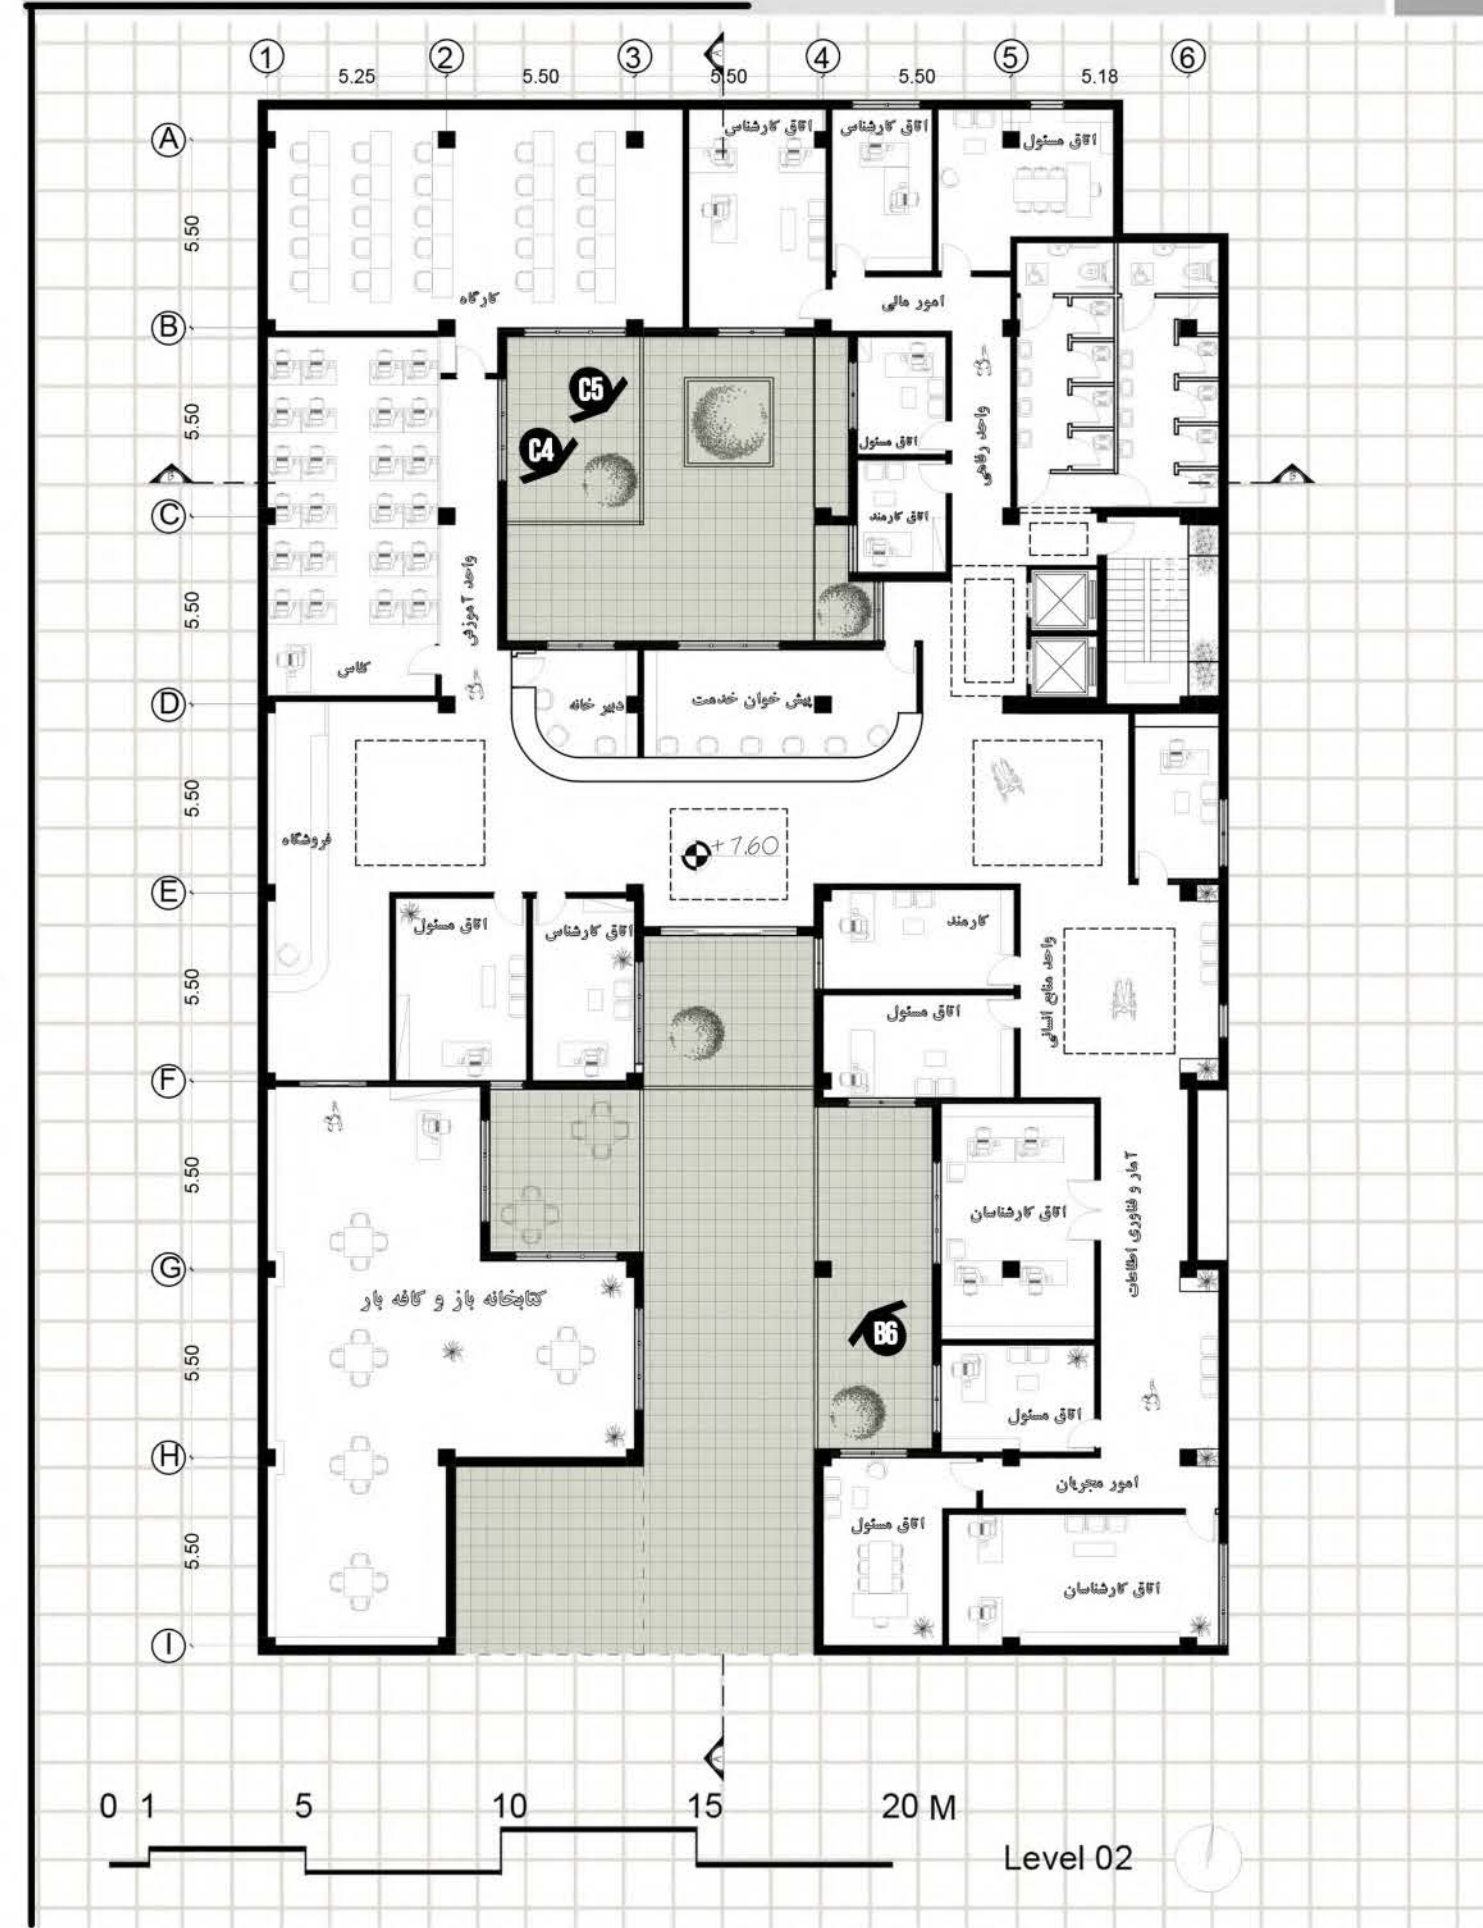 1 2 3 4 5 6
5.25 5.50 5.50 5.50 5.18
A
اتاق کارشناس
اتاق کارشناس
اتاق مسئول
5.50
کارگاه
امور مالی
B
C5
5.50
واحد رفاهی
C4
اتاق مسئول
C
اتاق کارمند
واحد آموزش
5.50
کلاس
D
دبیر خانه
پیش خوان خدمت
5.50
فروشگاه
+7.60
E
اتاق مسئول
اتاق کارشناس
کارمند
5.50
واحد منابع انسانی
اتاق مسئول
F
5.50
آمار و فناوری اطلاعات
اتاق کارشناسان
G
کتابخانه باز و کافه بار
B6
5.50
اتاق مسئول
H
امور مجریان
اتاق مسئول
5.50
اتاق کارشناسان
I
0 1 5 10 15 20 M
Level 02